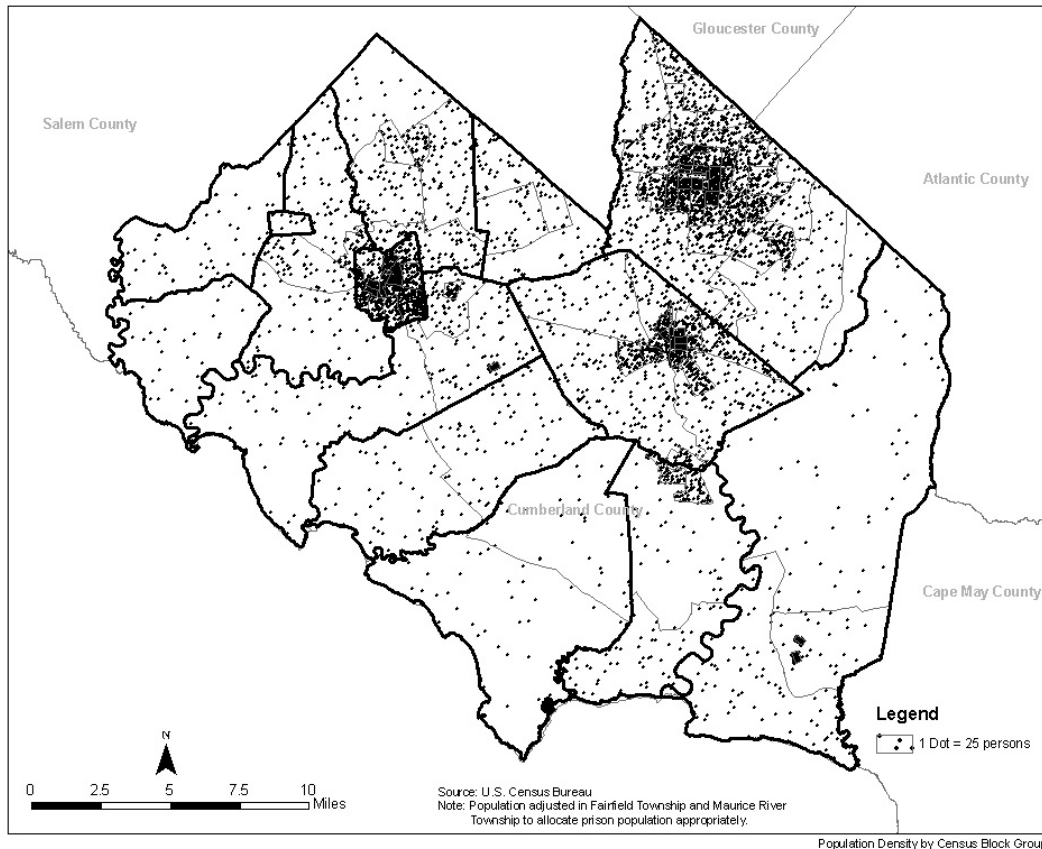 Gloucester County
Salem County
Atlantic County
Cumberland County
Cape May County
Legend
1 Dot = 25 persons
N
0 2.5 5 7.5 10
Miles
Source: U.S. Census Bureau
Note: Population adjusted in Fairfield Township and Maurice River
Township to allocate prison population appropriately.
Population Density by Census Block Group